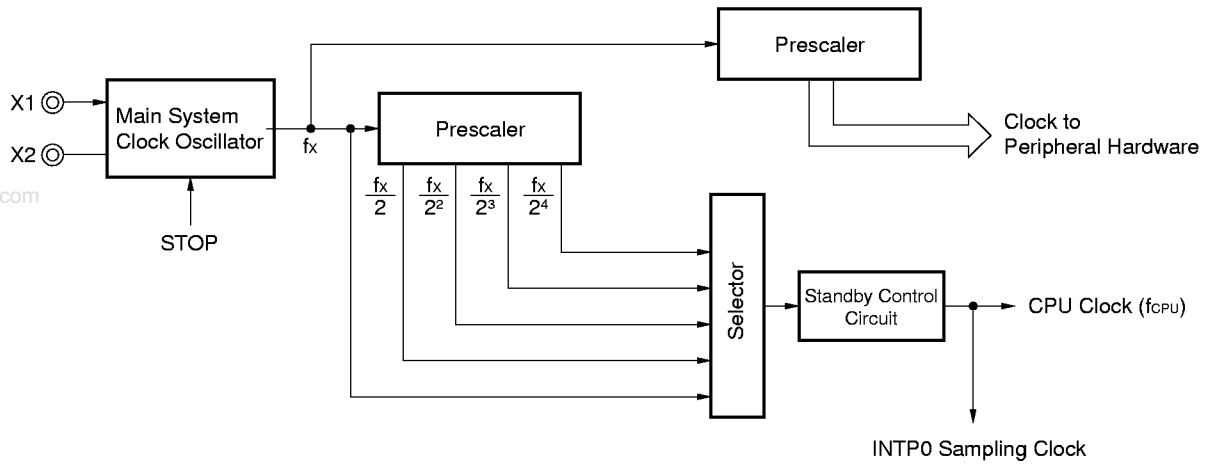 Prescaler
X1
Main System
Clock Oscillator
X2
fX
Prescaler
Clock to
Peripheral Hardware
fX/2
fX/2²
fX/2³
fX/2⁴
com
STOP
Selector
Standby Control
Circuit
CPU Clock (fCPU)
INTP0 Sampling Clock